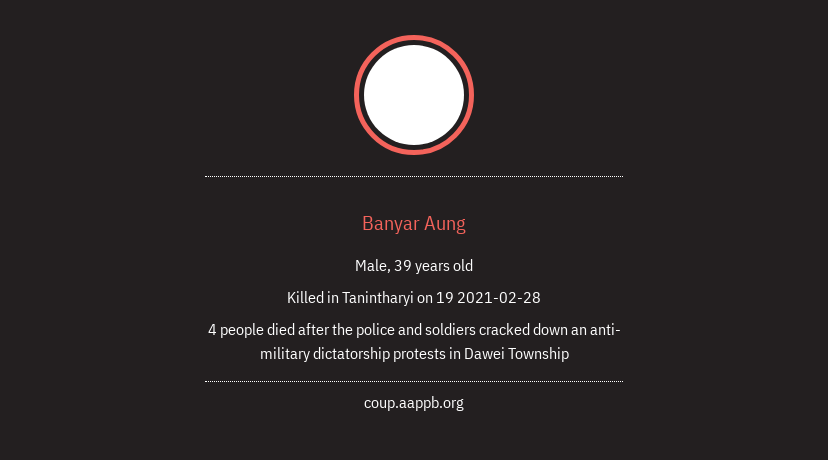 Banyar Aung
Male, 39 years old
Killed in Tanintharyi on 19 2021-02-28
4 people died after the police and soldiers cracked down an anti-
military dictatorship protests in Dawei Township
coup.aappb.org